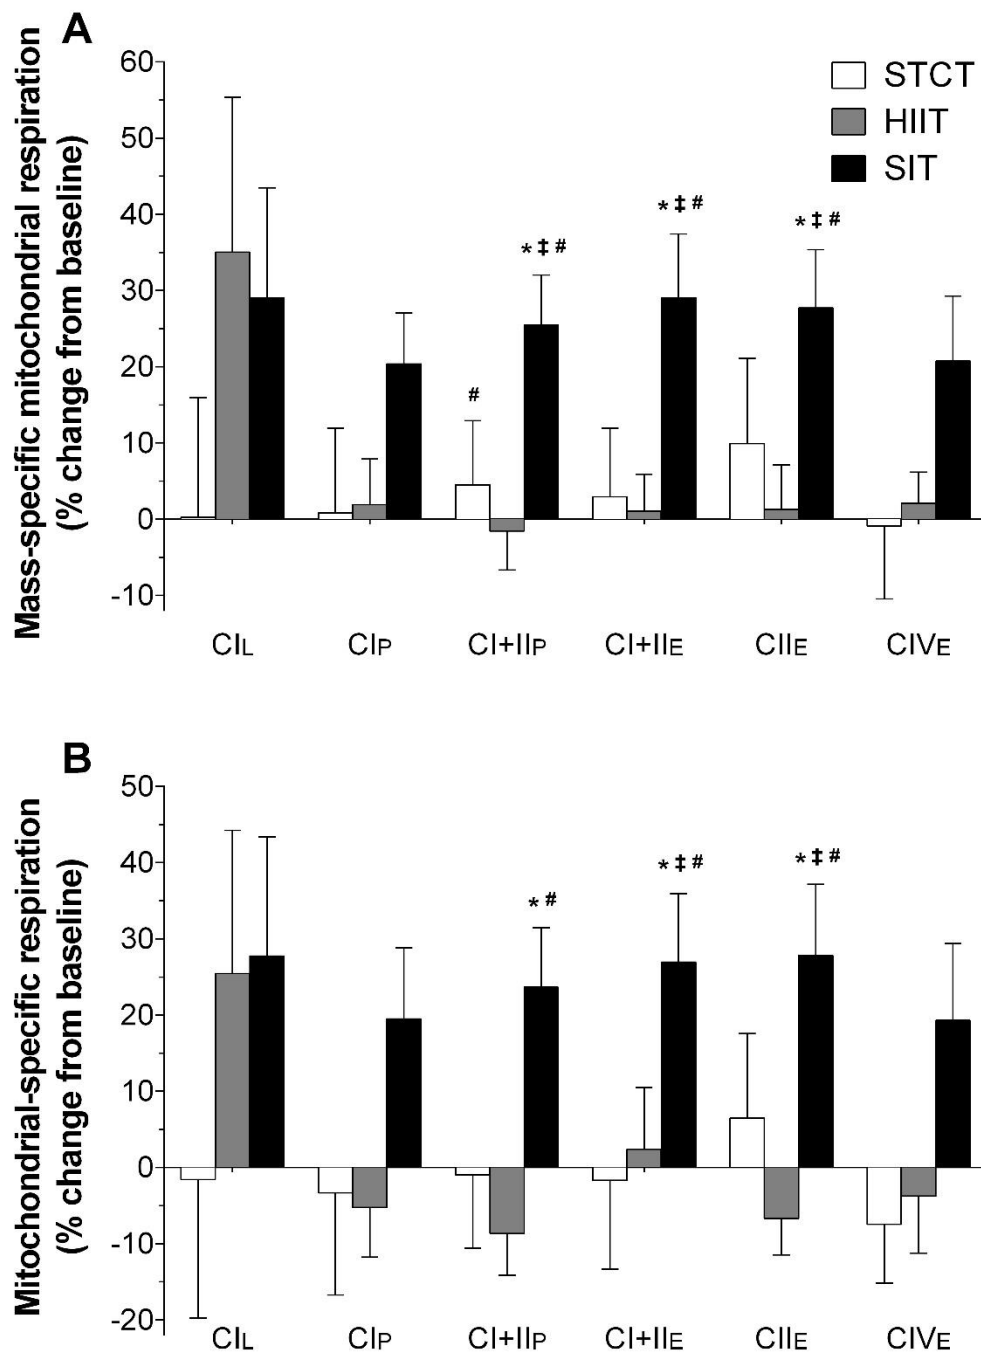 A
Mass-specific mitochondrial respiration
(% change from baseline)
60
50
40
30
20
10
0
-10
STCT
HIIT
SIT
#
* ‡ #
* ‡ #
* ‡ #
CIL CIP CI+IIP CI+IIE CIIE CIVE
B
Mitochondrial-specific respiration
(% change from baseline)
50
40
30
20
10
0
-10
-20
* #
* ‡ #
* ‡ #
CIL CIP CI+IIP CI+IIE CIIE CIVE